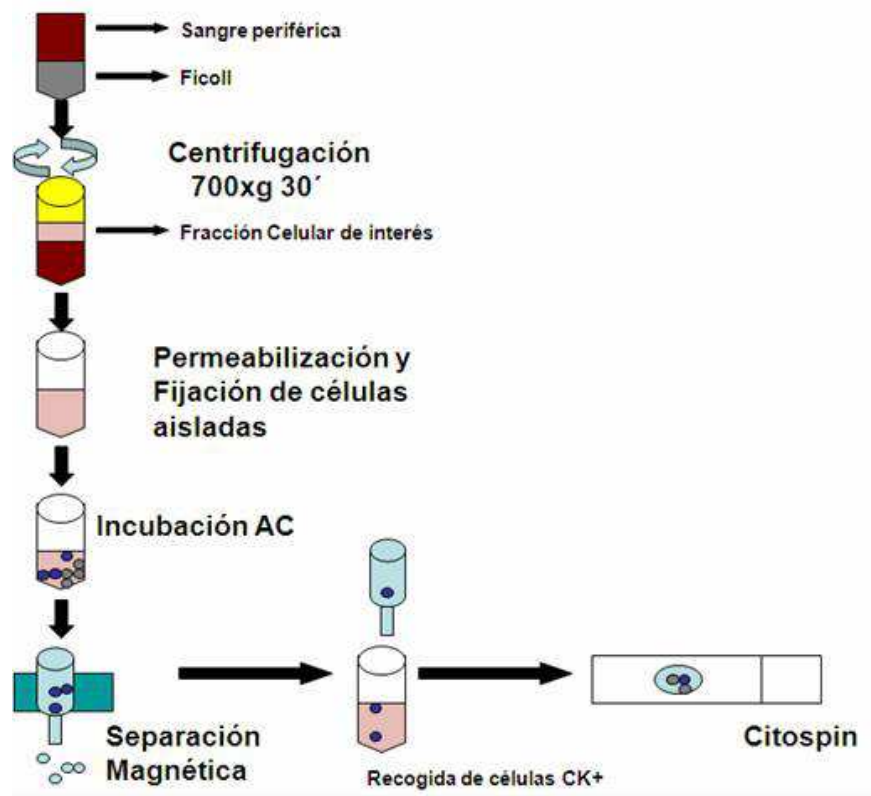 Sangre periférica
Ficoll
Centrifugación
700xg 30´
Fracción Celular de interés
Permeabilización y
Fijación de células
aisladas
Incubación AC
Separación
Magnética
Recogida de células CK+
Citospin